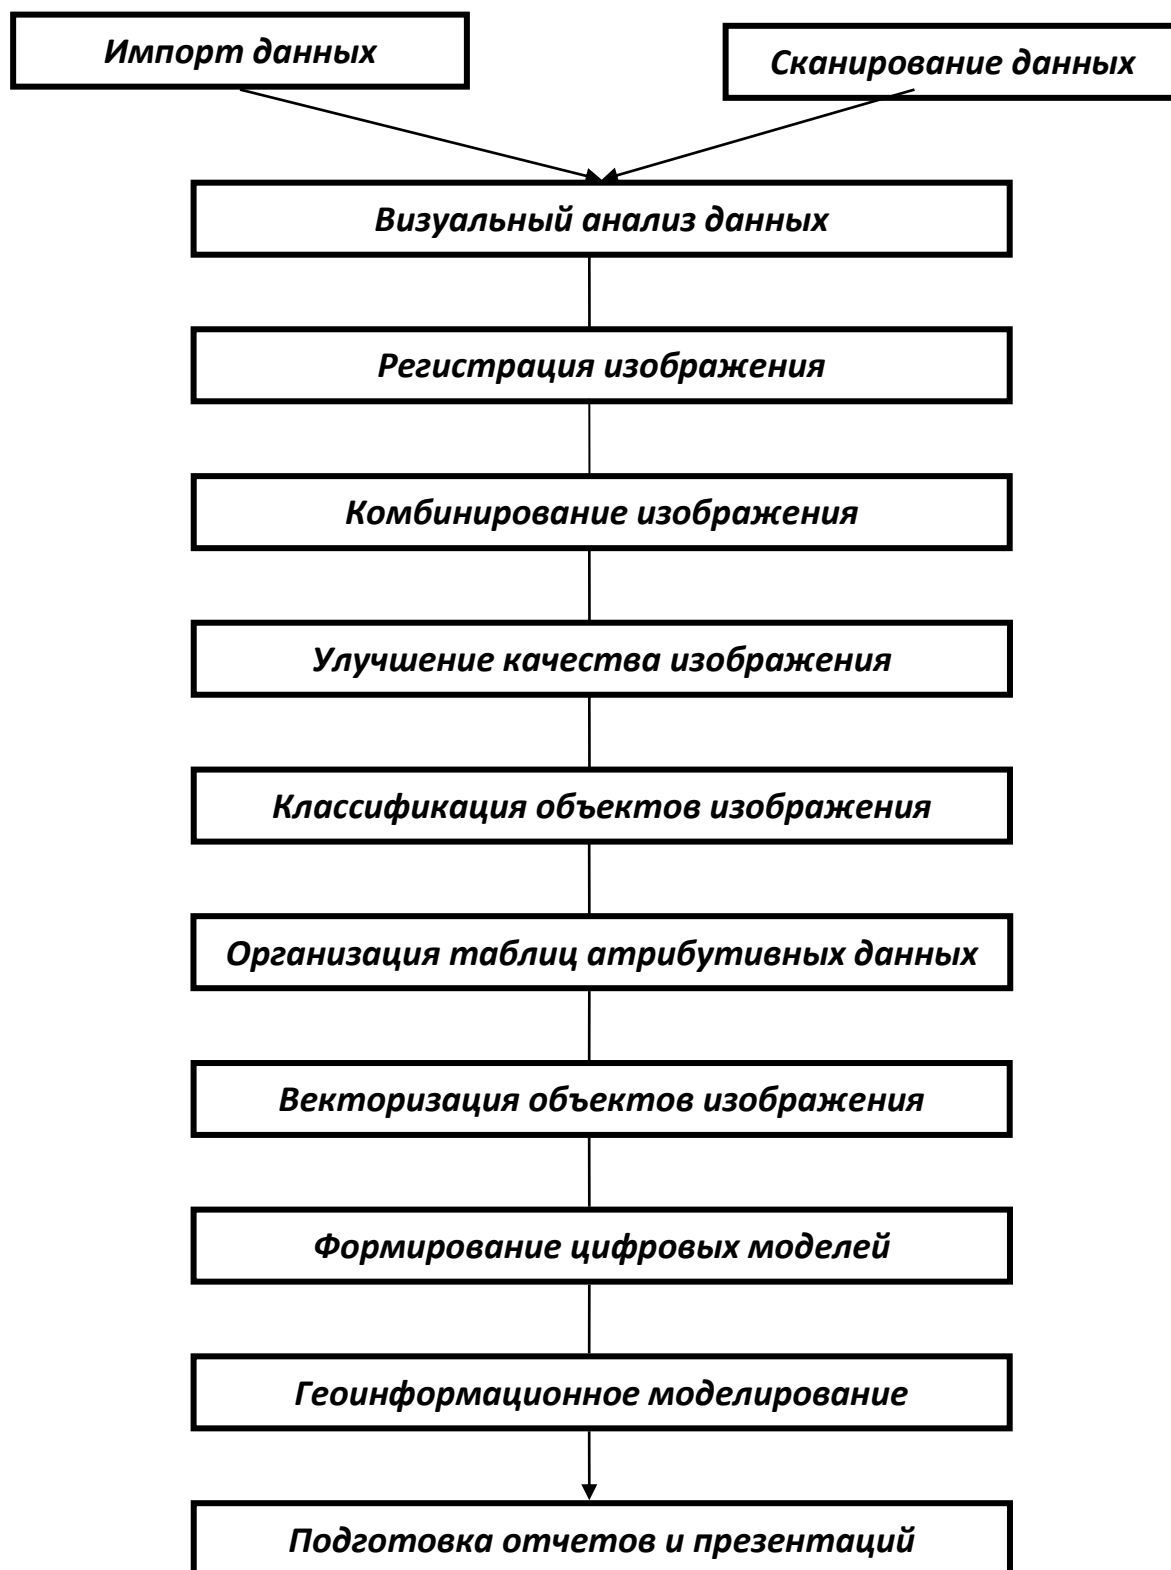 Импорт данных
Сканирование данных
Визуальный анализ данных
Регистрация изображения
Комбинирование изображения
Улучшение качества изображения
Классификация объектов изображения
Организация таблиц атрибутивных данных
Векторизация объектов изображения
Формирование цифровых моделей
Геоинформационное моделирование
Подготовка отчетов и презентаций